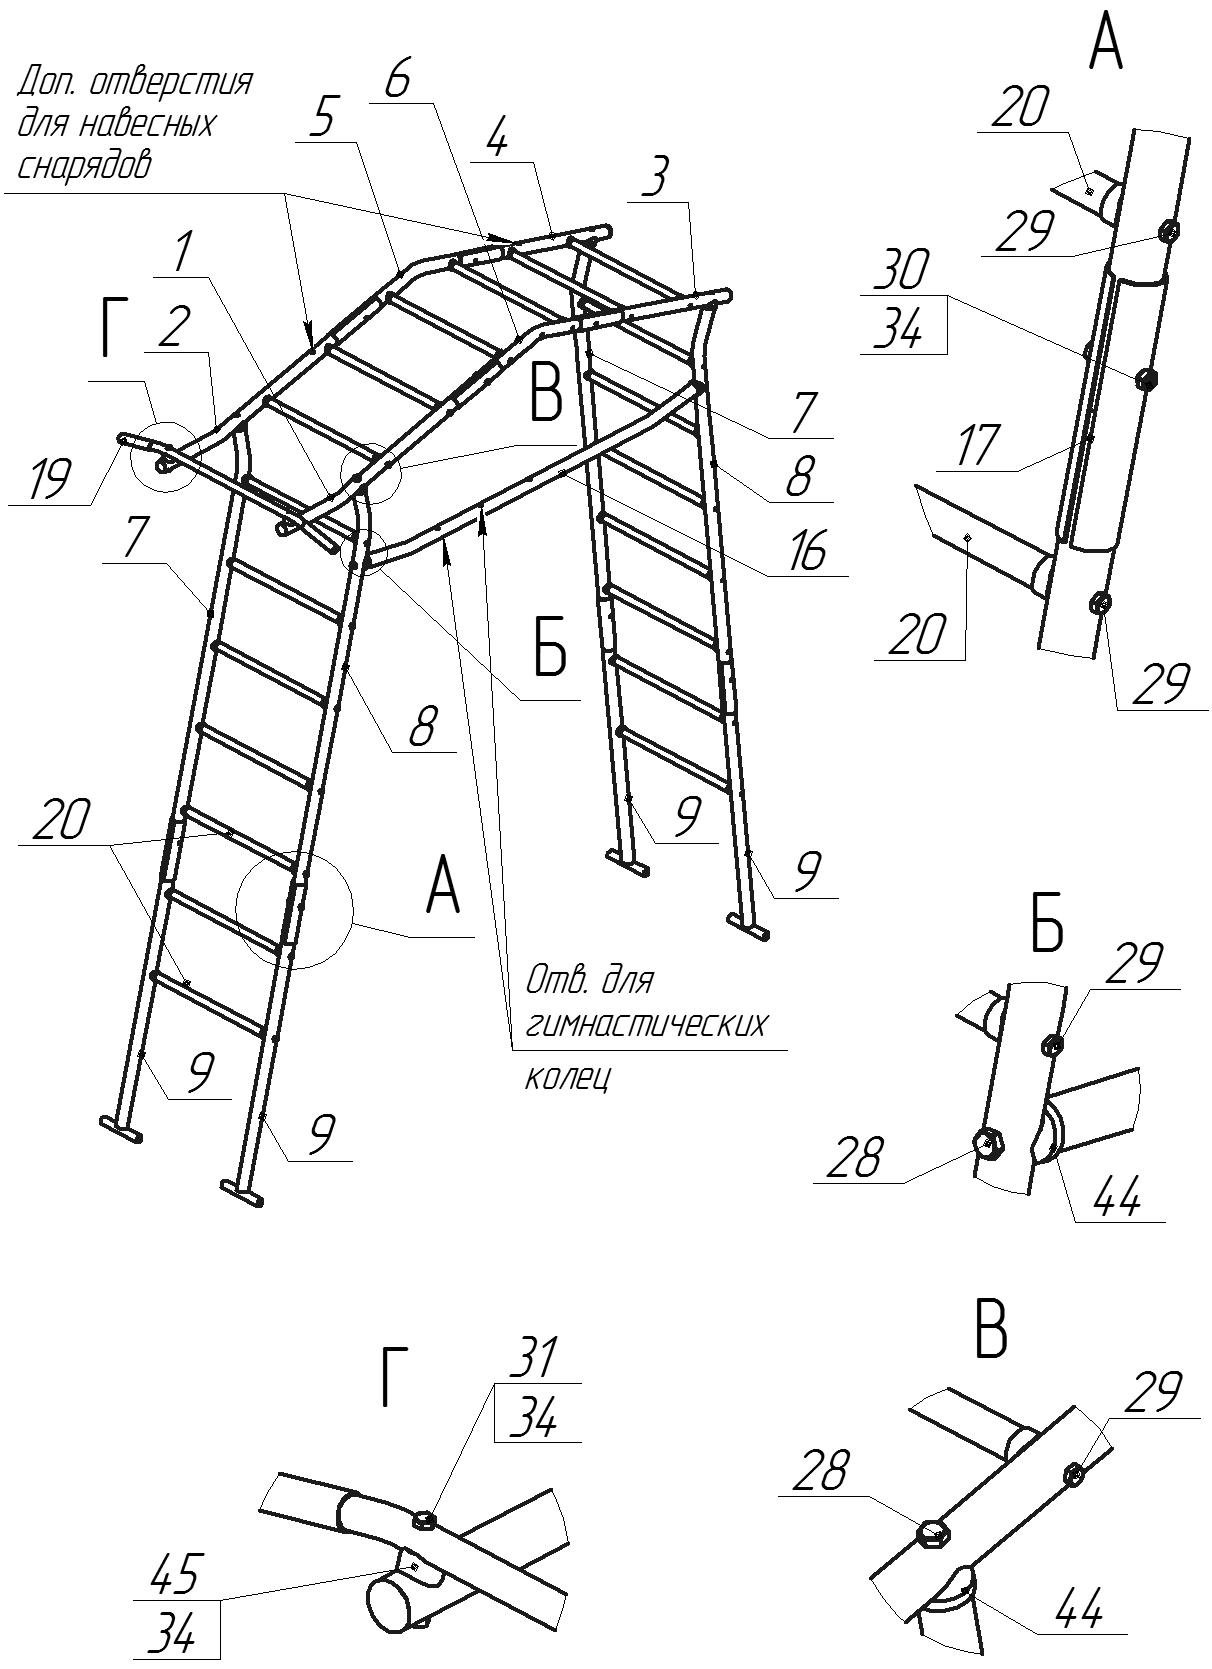 Доп. отверстия
для навесных
снарядов
6
5
4
3
1
Г
2
В
19
7
7
8
16
Б
8
20
А
9
9
Отв. для
гимнастических
колец
9
9
А
20
29
30
34
17
20
29
Б
29
28
44
Г
31
34
45
34
В
29
28
44